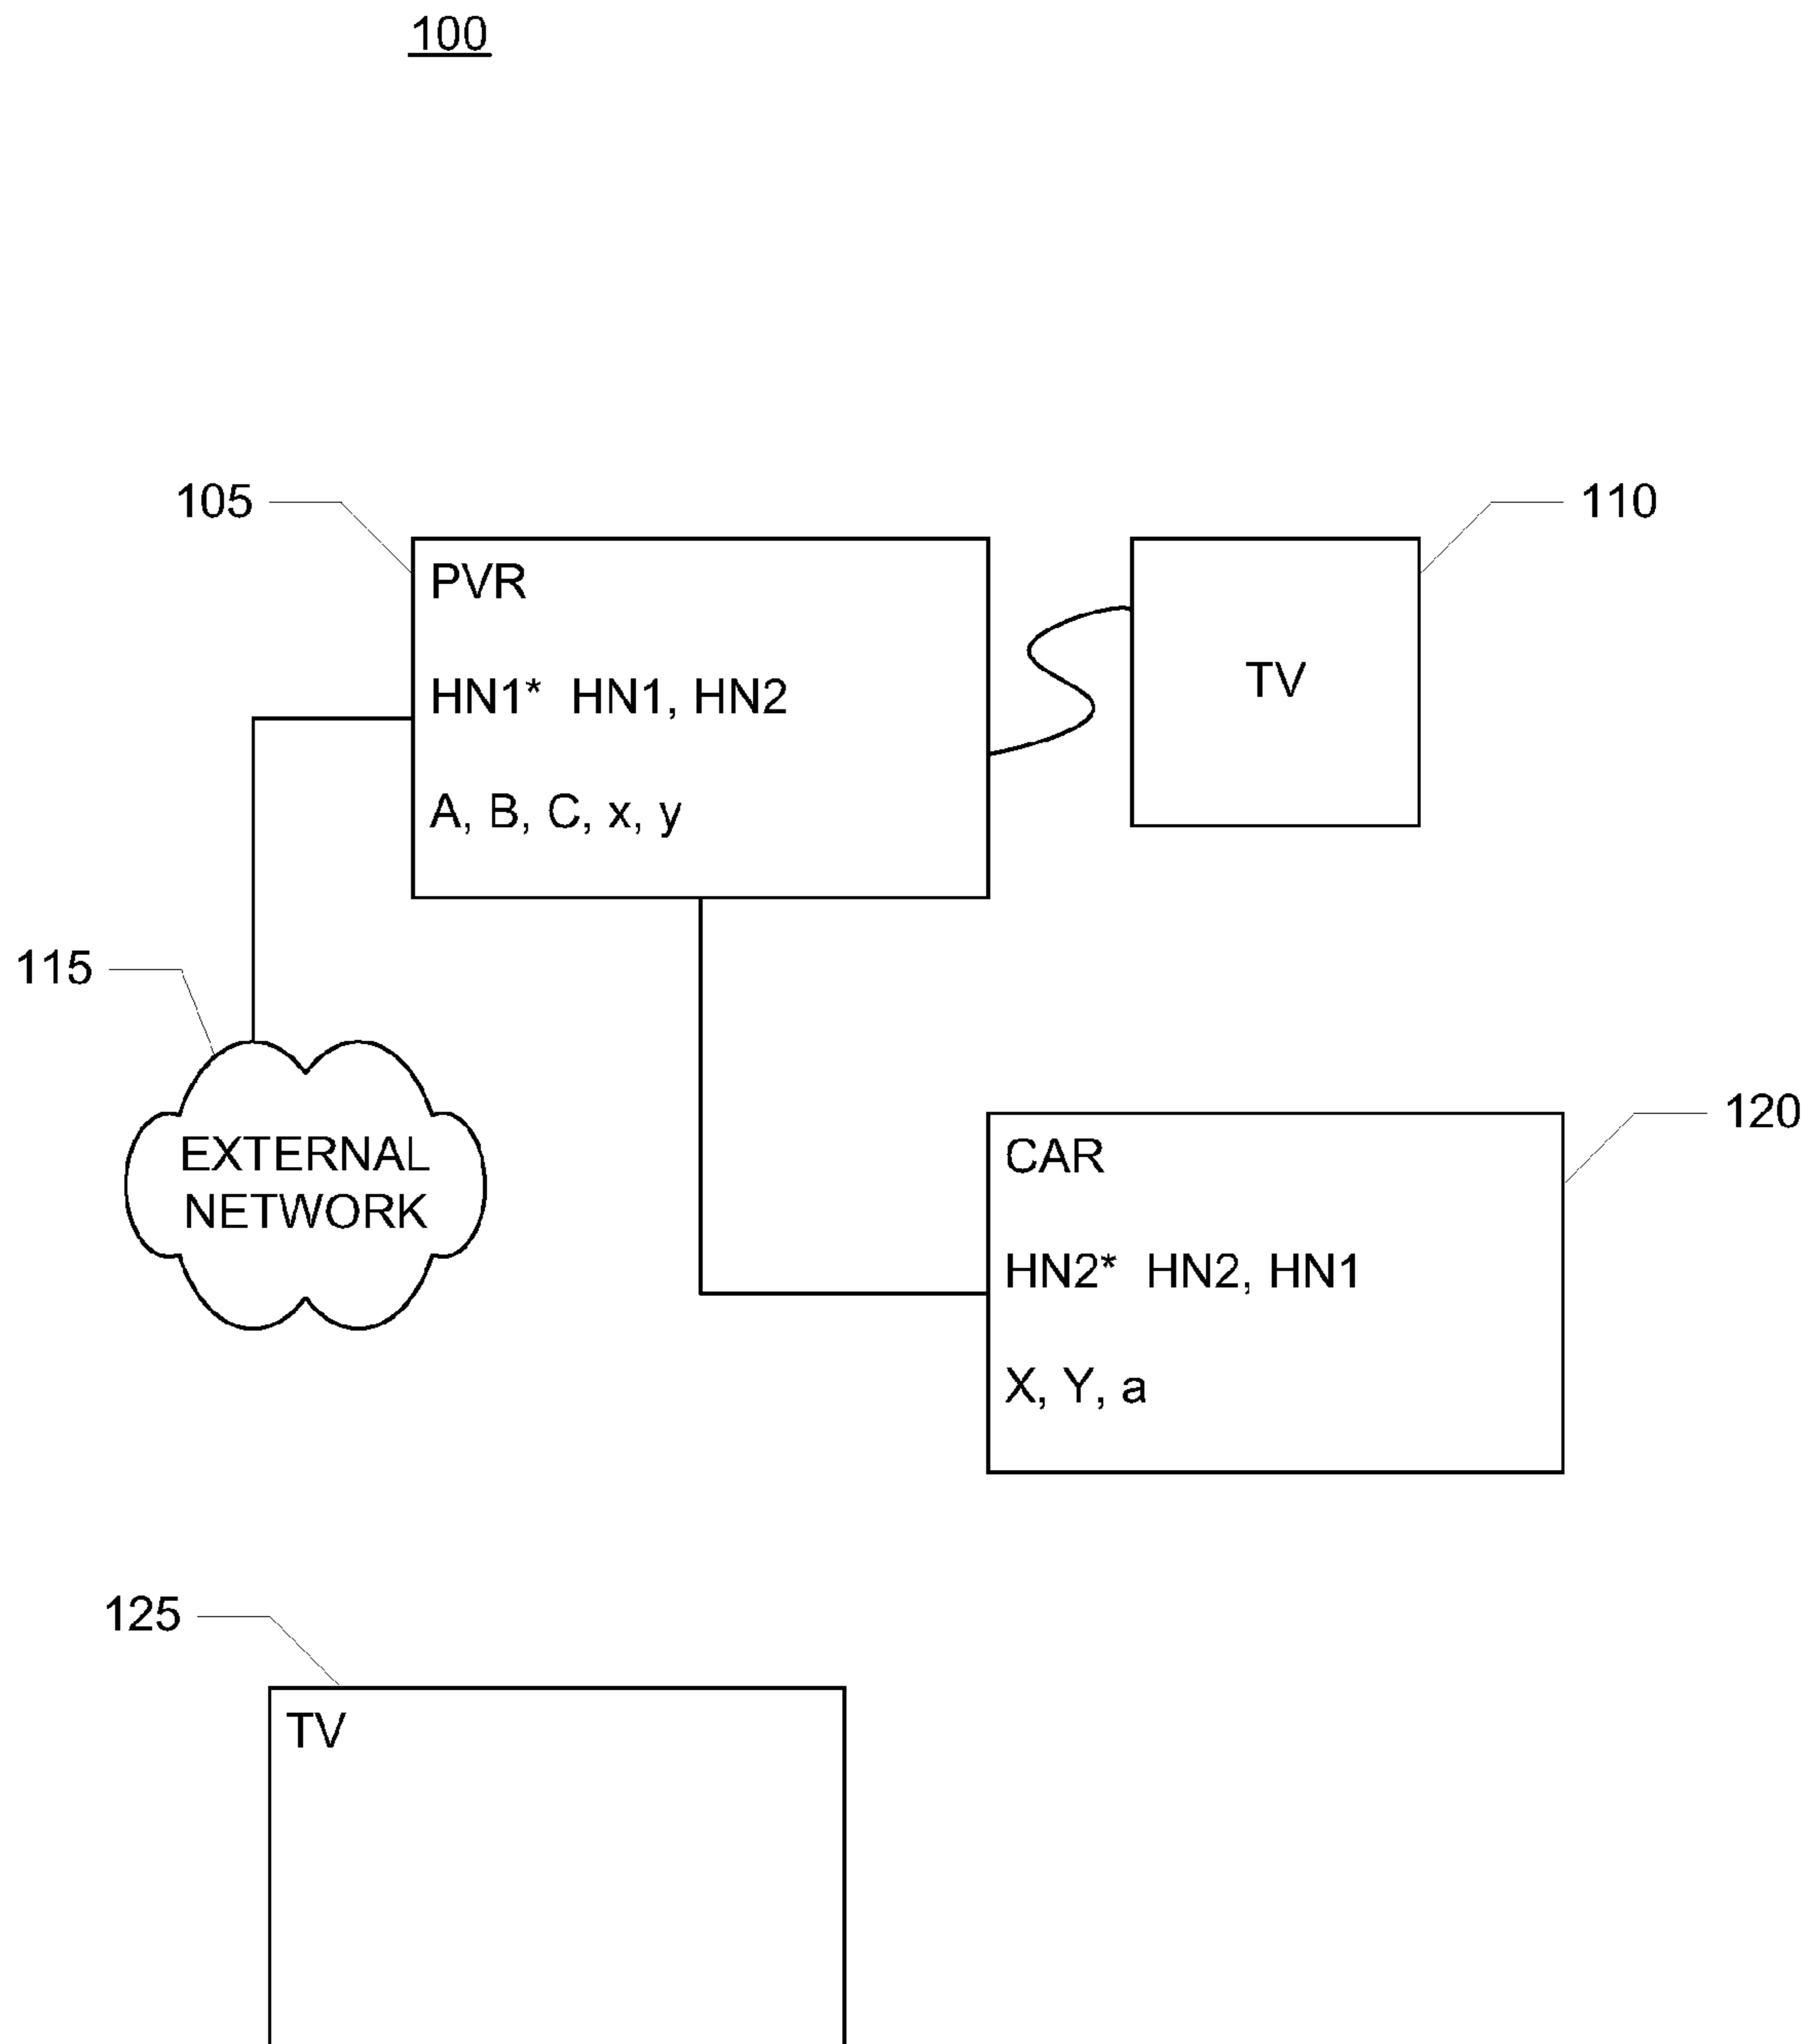 100
105
110
PVR
HN1* HN1, HN2
A, B, C, x, y
TV
115
EXTERNAL
NETWORK
120
CAR
HN2* HN2, HN1
X, Y, a
125
TV